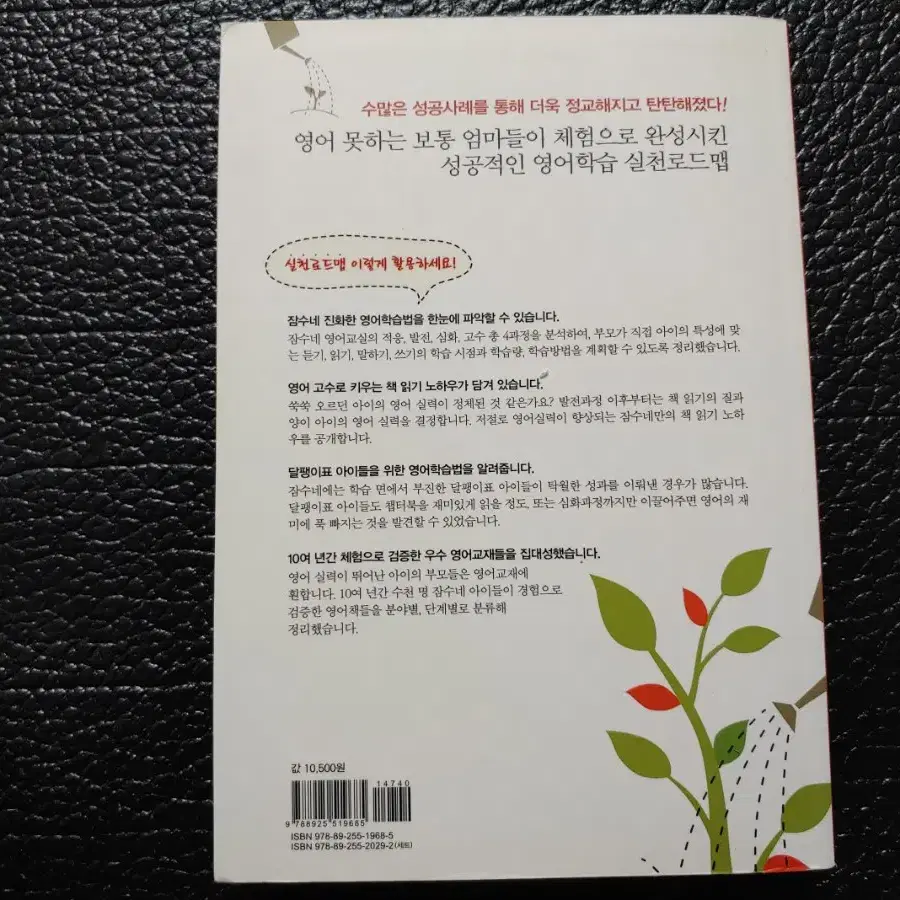 수많은 성공사례를 통해 더욱 정교해지고 탄탄해졌다!
영어 못하는 보통 엄마들이 체험으로 완성시킨
성공적인 영어학습 실천로드맵
실천로드맵 이렇게 활용하세요!
잠수네 진화한 영어학습법을 한눈에 파악할 수 있습니다.
잠수네 영어교실의 적응, 발전, 심화, 고수 총 4과정을 분석하여, 부모가 직접 아이의 특성에 맞
는 듣기, 읽기, 말하기, 쓰기의 학습 시점과 학습량, 학습방법을 계획할 수 있도록 정리했습니다.
영어 고수로 키우는 책 읽기 노하우가 담겨 있습니다.
쑥쑥 오르던 아이의 영어 실력이 정체된 것 같은가요? 발전과정 이후부터는 책 읽기의 질과
양이 아이의 영어 실력을 결정합니다. 저절로 영어실력이 향상되는 잠수네만의 책 읽기 노하
우를 공개합니다.
달팽이표 아이들을 위한 영어학습법을 알려줍니다.
잠수네에는 학습 면에서 부진한 달팽이표 아이들이 탁월한 성과를 이뤄낸 경우가 많습니다.
달팽이표 아이들도 챕터북을 재미있게 읽을 정도, 또는 심화과정까지만 이끌어주면 영어의 재
미에 푹 빠지는 것을 발견할 수 있었습니다.
10여 년간 체험으로 검증한 우수 영어교재들을 집대성했습니다.
영어 실력이 뛰어난 아이의 부모들은 영어교재에
훤합니다. 10여 년간 수천 명 잠수네 아이들이 경험으로
검증한 영어책들을 분야별, 단계별로 분류해
정리했습니다.
값 10,500원
14740
9 788925 519685
ISBN 978-89-255-1968-5
ISBN 978-89-255-2029-2 (세트)